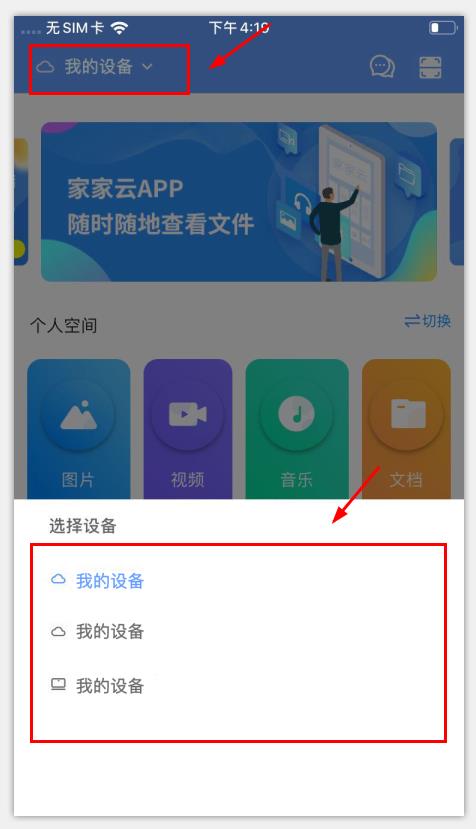 无SIM卡
下午4:19
我的设备
家家云
家家云APP
随时随地查看文件
个人空间
切换
图片
视频
音乐
文档
选择设备
我的设备
我的设备
我的设备